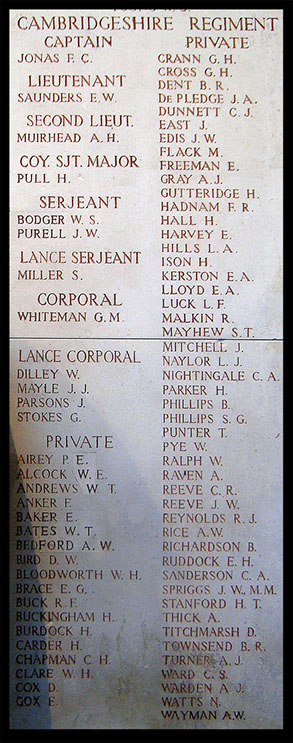 CAMBRIDGESHIRE REGIMENT
CAPTAIN
JONAS F. C.
LIEUTENANT
SAUNDERS E.W.
SECOND LIEUT.
MUIRHEAD A. H.
COY. SJT. MAJOR
PULL H.
SERJEANT
BODGER W. S.
PURELL J. W.
LANCE SERJEANT
MILLER S.
CORPORAL
WHITEMAN G. M.
LANCE CORPORAL
DILLEY W.
MAYLE J. J.
PARSONS J.
STOKES G.
PRIVATE
AIREY P. E.
ALCOCK W. E.
ANDREWS W. T.
ANKER F.
BAKER E.
BATES W. T.
BEDFORD A. W.
BIRD D. W.
BLOODWORTH W. H.
BRACE E. G.
BUCK R. F.
BUCKINGHAM H.
BURDOCK H.
CARDER H.
CHAPMAN C. H.
CLARE W. H.
COX D.
COX E.
PRIVATE
CRANN G. H.
CROSS G. H.
DENT B. R.
DE PLEDGE J. A.
DUNNETT C. J.
EAST J.
EDIS J. W.
FLACK M.
FREEMAN E.
GRAY A. J.
GUTTERIDGE H.
HADNAM F. R.
HALL H.
HARVEY E.
HILLS L. A.
ISON H.
KERSTON E. A.
LLOYD E. A.
LUCK L. F.
MALKIN R.
MAYHEW S. T.
MITCHELL J.
NAYLOR L. J.
NIGHTINGALE C. A.
PARKER H.
PHILLIPS B.
PHILLIPS S. G.
PUNTER T.
PYE W.
RALPH W.
RAVEN A.
REEVE C. R.
REEVE J. W.
REYNOLDS R. J.
RICE A.W.
RICHARDSON B.
RUDDOCK E. H.
SANDERSON C. A.
SPRIGGS J. W., M.M.
STANFORD H. T.
THICK A.
TITCHMARSH D.
TOWNSEND B. R.
TURNER A. J.
WARD C. S.
WARDEN A. J.
WATTS N.
WAYMAN A.W.